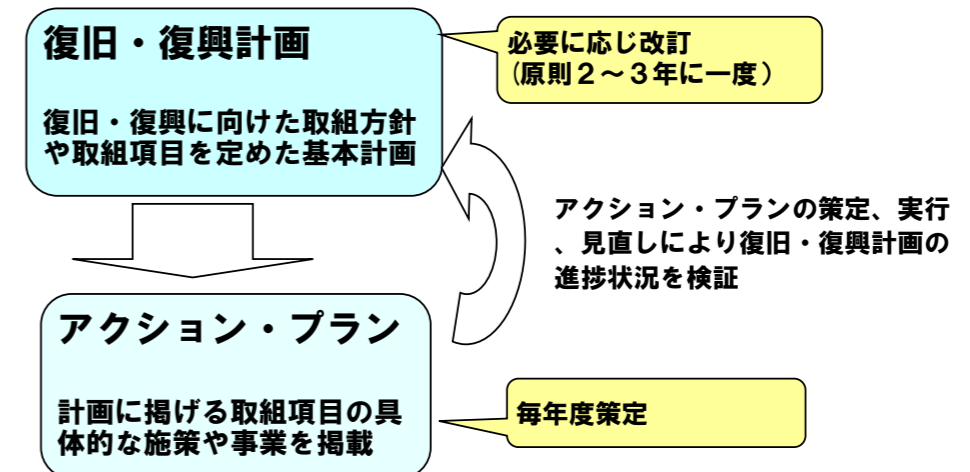 復旧・復興計画
復旧・復興に向けた取組方針
や取組項目を定めた基本計画
必要に応じ改訂
(原則２～３年に一度）
アクション・プランの策定、実行
、見直しにより復旧・復興計画の
進捗状況を検証
アクション・プラン
計画に掲げる取組項目の具
体的な施策や事業を掲載
毎年度策定